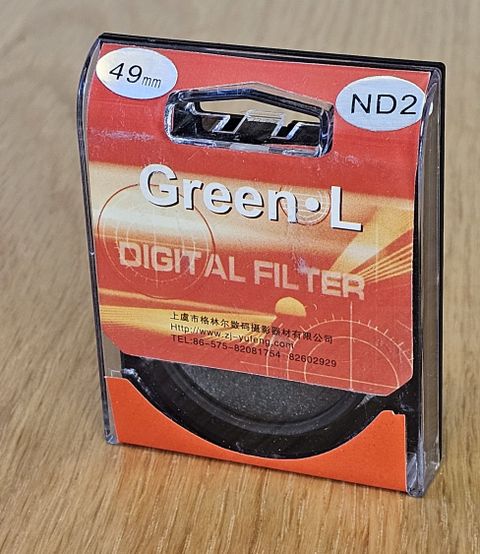 49mm
ND2
Green•L
DIGITAL FILTER
上虞市格林尔数码摄影器材有限公司
Http://www.zj-yufeng.com
TEL:86-575-82081754 82602929